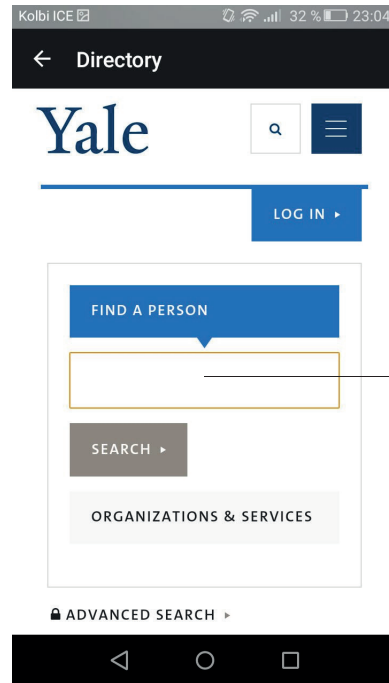 Kolbi ICE 32 % 23:04
Directory
Yale
LOG IN
FIND A PERSON
SEARCH
ORGANIZATIONS & SERVICES
ADVANCED SEARCH